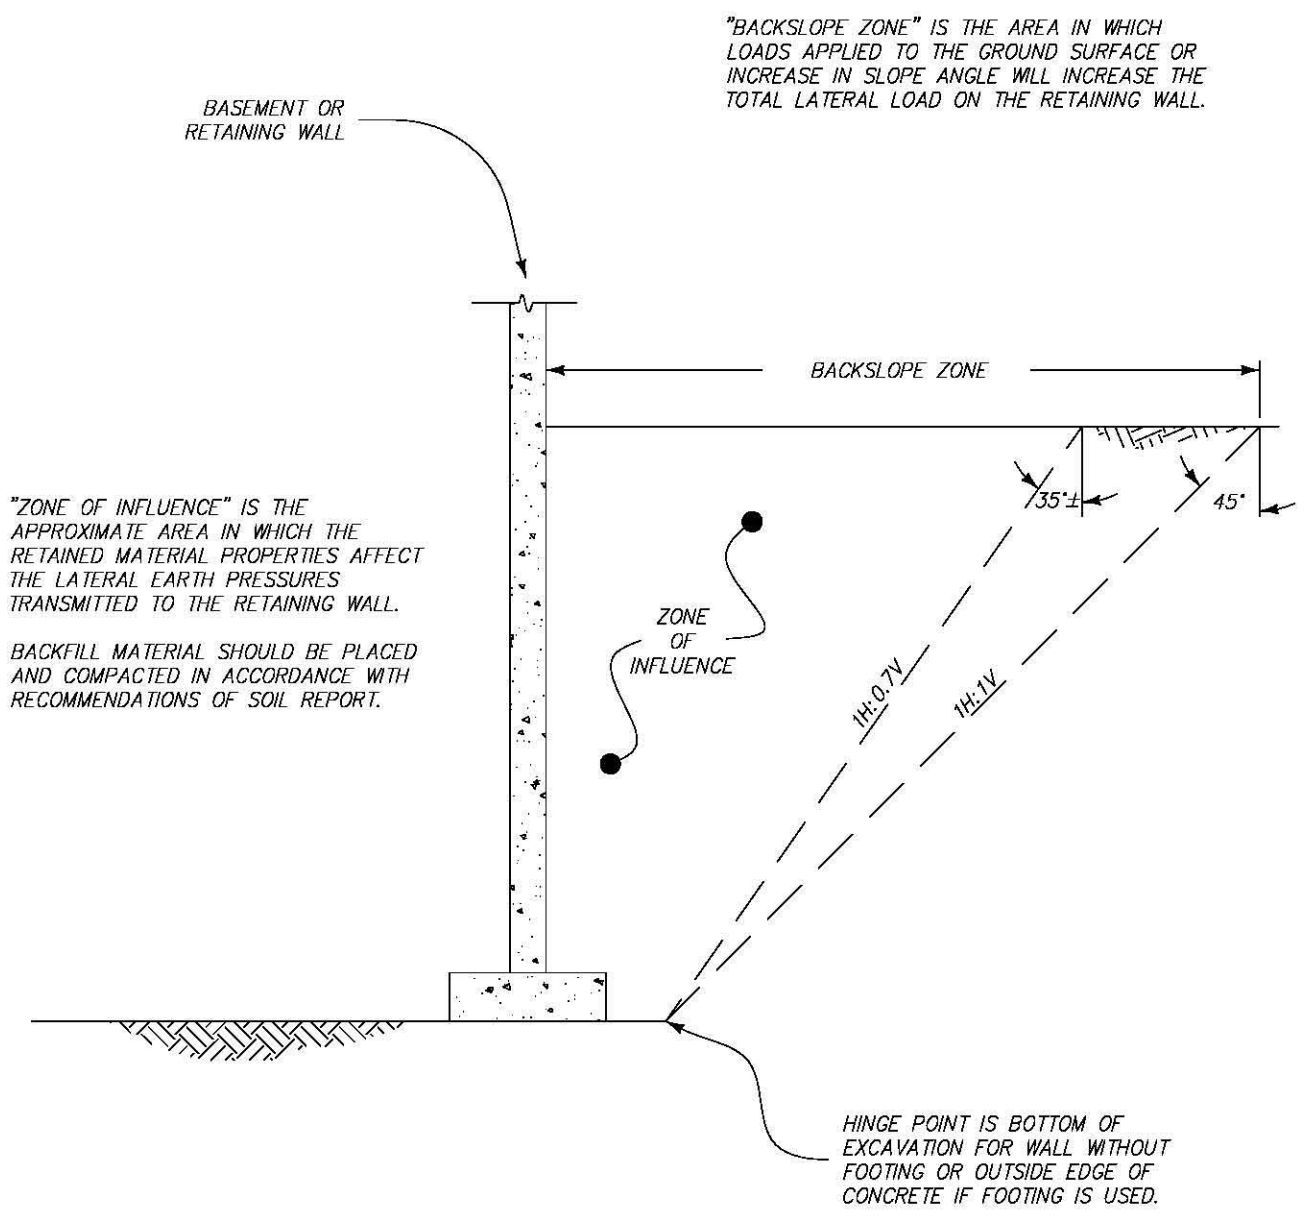 "BACKSLOPE ZONE" IS THE AREA IN WHICH
LOADS APPLIED TO THE GROUND SURFACE OR
INCREASE IN SLOPE ANGLE WILL INCREASE THE
TOTAL LATERAL LOAD ON THE RETAINING WALL.
BASEMENT OR
RETAINING WALL
BACKSLOPE ZONE
35°±
45°
"ZONE OF INFLUENCE" IS THE
APPROXIMATE AREA IN WHICH THE
RETAINED MATERIAL PROPERTIES AFFECT
THE LATERAL EARTH PRESSURES
TRANSMITTED TO THE RETAINING WALL.
BACKFILL MATERIAL SHOULD BE PLACED
AND COMPACTED IN ACCORDANCE WITH
RECOMMENDATIONS OF SOIL REPORT.
ZONE
OF
INFLUENCE
1H:0.7V
1H:1V
HINGE POINT IS BOTTOM OF
EXCAVATION FOR WALL WITHOUT
FOOTING OR OUTSIDE EDGE OF
CONCRETE IF FOOTING IS USED.